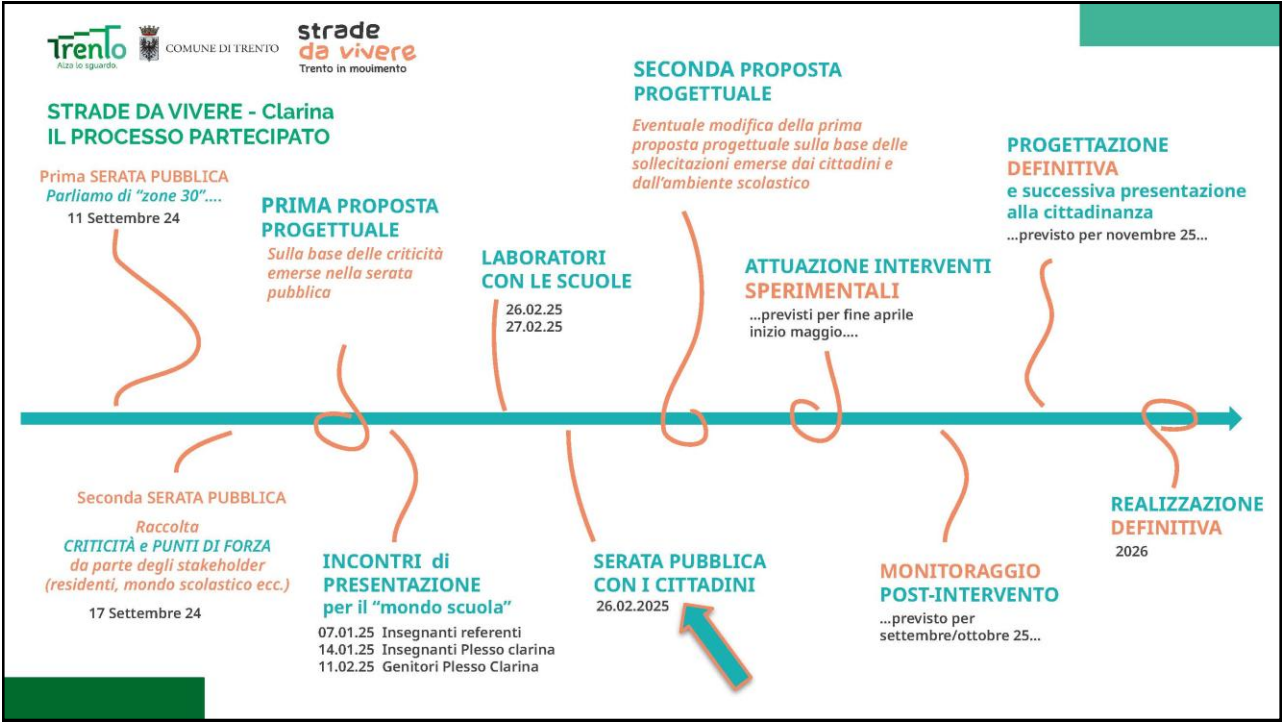 Trento
Alza lo sguardo.
COMUNE DI TRENTO
strade
da vivere
Trento in movimento
STRADE DA VIVERE - Clarina
IL PROCESSO PARTECIPATO
Prima SERATA PUBBLICA
Parliamo di “zone 30”....
11 Settembre 24
Seconda SERATA PUBBLICA
Raccolta
CRITICITÀ e PUNTI DI FORZA
da parte degli stakeholder
(residenti, mondo scolastico ecc.)
17 Settembre 24
PRIMA PROPOSTA
PROGETTUALE
Sulla base delle criticità
emerse nella serata
pubblica
INCONTRI di
PRESENTAZIONE
per il “mondo scuola”
07.01.25 Insegnanti referenti
14.01.25 Insegnanti Plesso clarina
11.02.25 Genitori Plesso Clarina
LABORATORI
CON LE SCUOLE
26.02.25
27.02.25
SERATA PUBBLICA
CON I CITTADINI
26.02.2025
SECONDA PROPOSTA
PROGETTUALE
Eventuale modifica della prima
proposta progettuale sulla base delle
sollecitazioni emerse dai cittadini e
dall’ambiente scolastico
ATTUAZIONE INTERVENTI
SPERIMENTALI
...previsti per fine aprile
inizio maggio....
MONITORAGGIO
POST-INTERVENTO
...previsto per
settembre/ottobre 25...
PROGETTAZIONE
DEFINITIVA
e successiva presentazione
alla cittadinanza
...previsto per novembre 25...
REALIZZAZIONE
DEFINITIVA
2026